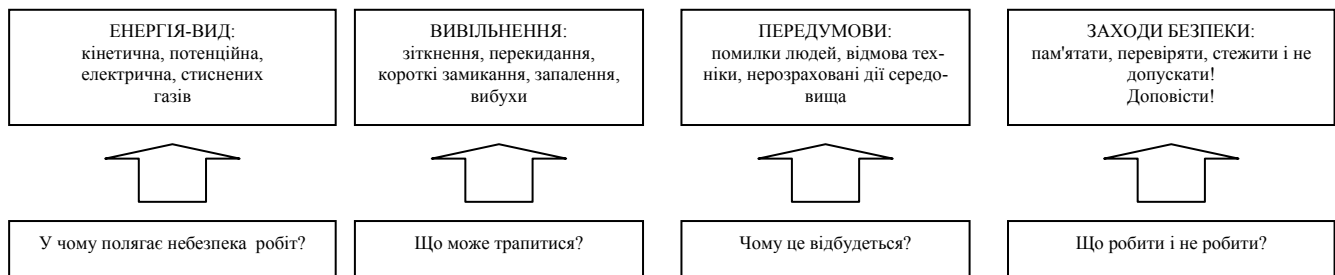 ЕНЕРГІЯ-ВИД:
кінетична, потенційна,
електрична, стиснених
газів
ВИВІЛЬНЕННЯ:
зіткнення, перекидання,
короткі замикання, запалення,
вибухи
ПЕРЕДУМОВИ:
помилки людей, відмова тех-
ніки, нерозраховані дії середо-
вища
ЗАХОДИ БЕЗПЕКИ:
пам'ятати, перевіряти, стежити і не
допускати!
Доповісти!
У чому полягає небезпека робіт?
Що може трапитися?
Чому це відбудеться?
Що робити і не робити?